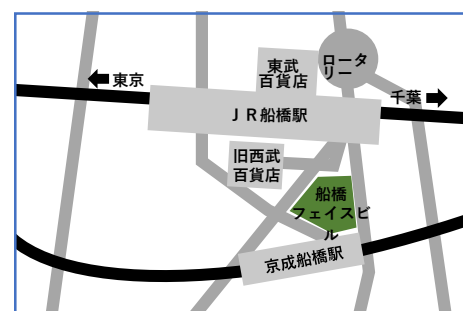 ロータ
リー
東武
百貨店
東京
千葉
ＪＲ船橋駅
旧西武
百貨店
船橋
フェイスビ
ル
京成船橋駅